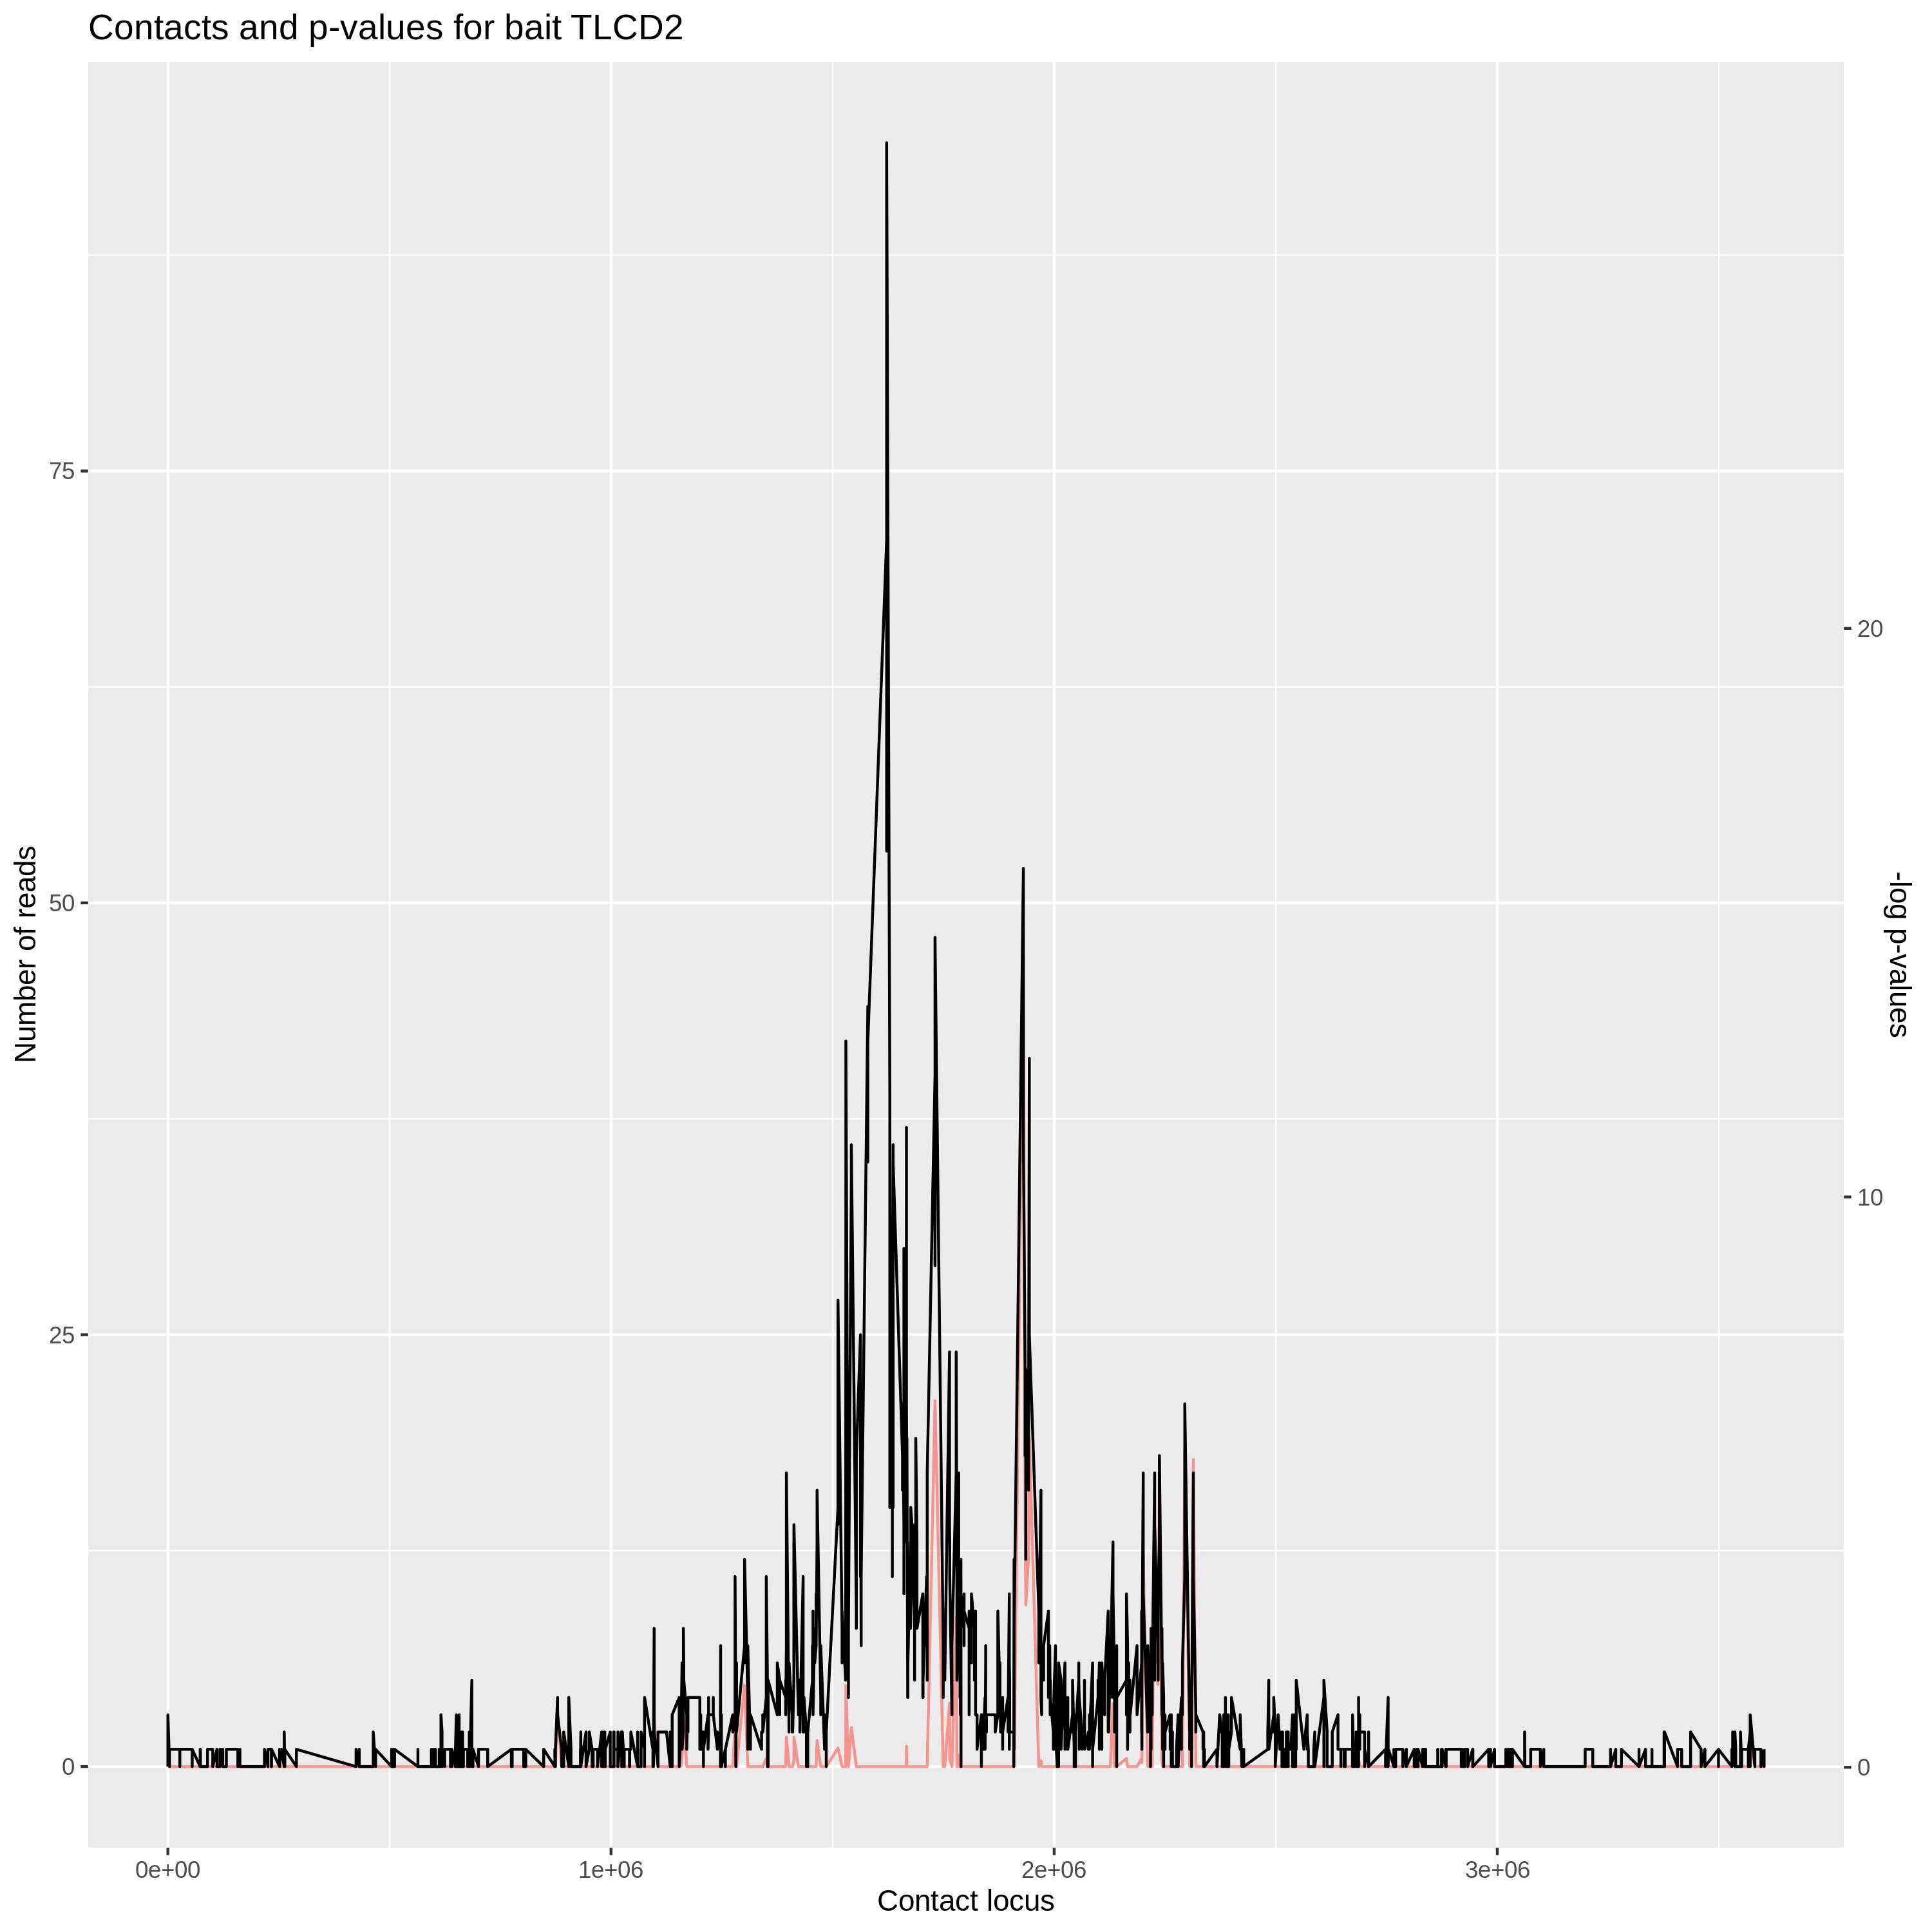 Contacts and p-values for bait TLCD2
Number of reads
75
50
25
0
20
10
0
-log p-values
0e+00
1e+06
2e+06
3e+06
Contact locus